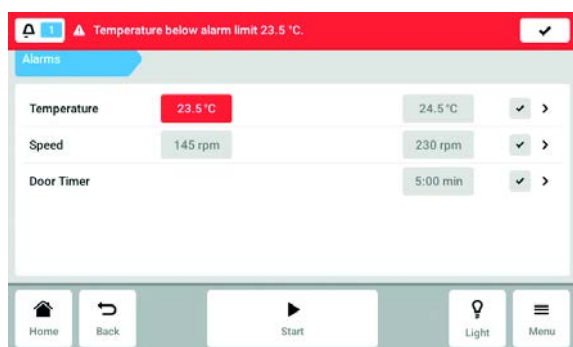 1 Temperature below alarm limit 23.5 °C.
Alarms
Temperature 23.5°C 24.5°C
Speed 145 rpm 230 rpm
Door Timer 5:00 min
Home Back Start Light Menu